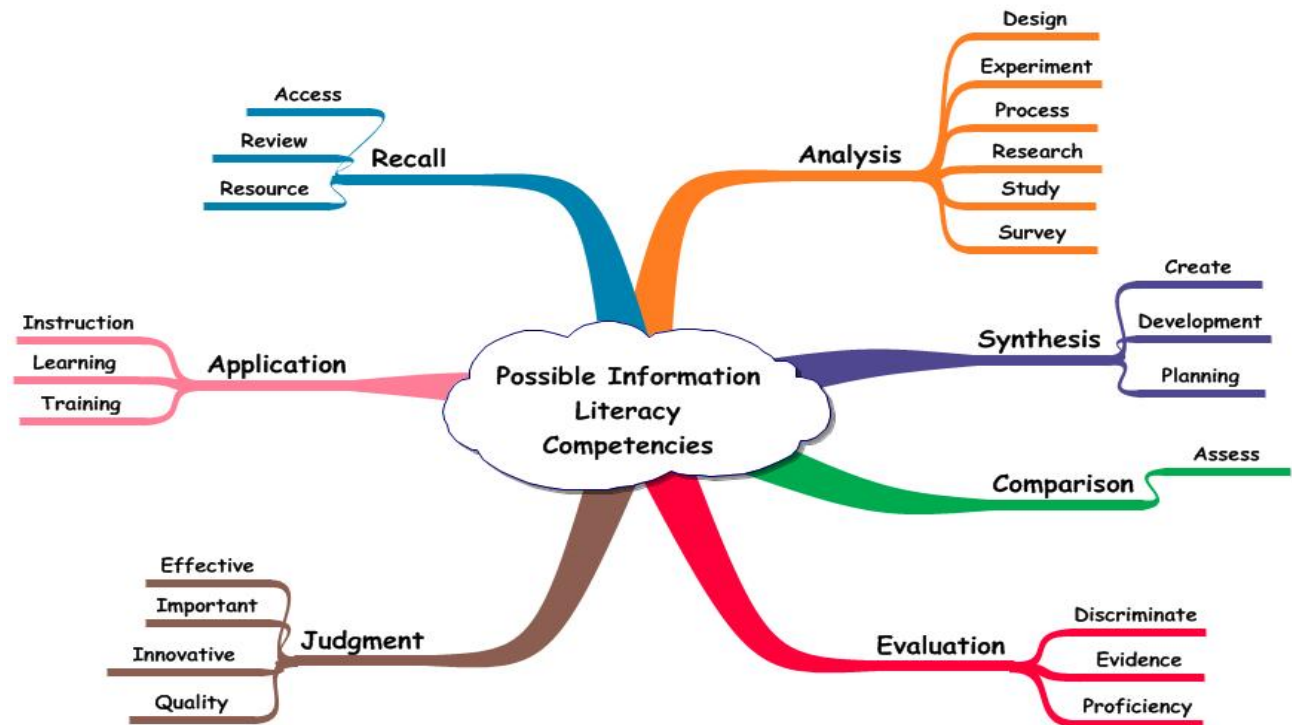 Possible Information
Literacy
Competencies
Recall
Access
Review
Resource
Analysis
Design
Experiment
Process
Research
Study
Survey
Synthesis
Create
Development
Planning
Comparison
Assess
Evaluation
Discriminate
Evidence
Proficiency
Judgment
Effective
Important
Innovative
Quality
Application
Instruction
Learning
Training